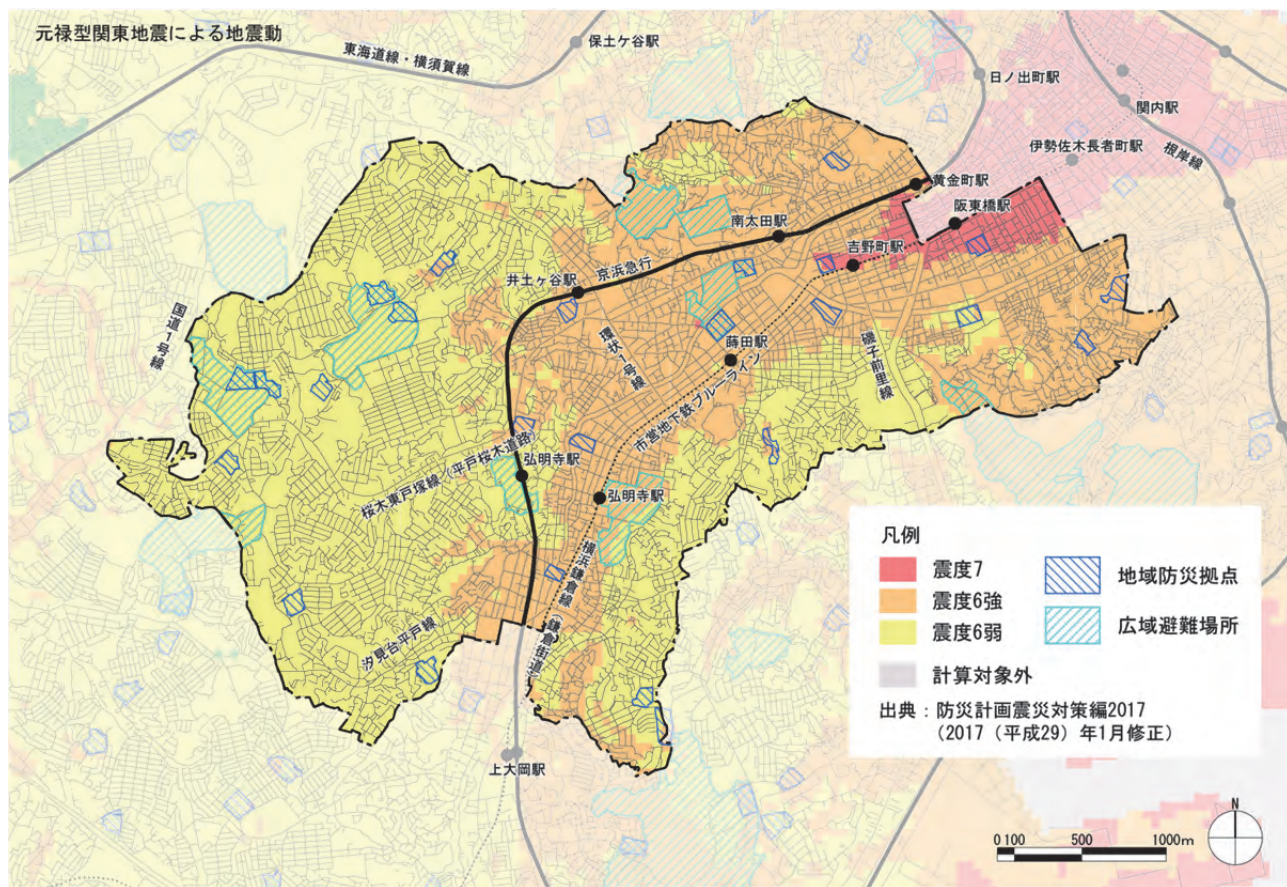 元禄型関東地震による地震動
保土ケ谷駅
東海道線・横須賀線
日ノ出町駅
関内駅
伊勢佐木長者町駅
根岸線
黄金町駅
阪東橋駅
南太田駅
吉野町駅
京浜急行
井土ヶ谷駅
国道1号線
環状1号線
蒔田駅
磯子前里線
市営地下鉄ブルーライン
桜木東戸塚線（平戸桜木道路）
弘明寺駅
弘明寺駅
横浜鎌倉線（鎌倉街道）
汐見台平戸線
上大岡駅
凡例
震度7
震度6強
震度6弱
計算対象外
地域防災拠点
広域避難場所
出典：防災計画震災対策編2017
（2017（平成29）年1月修正）
N
0 100 500 1000m